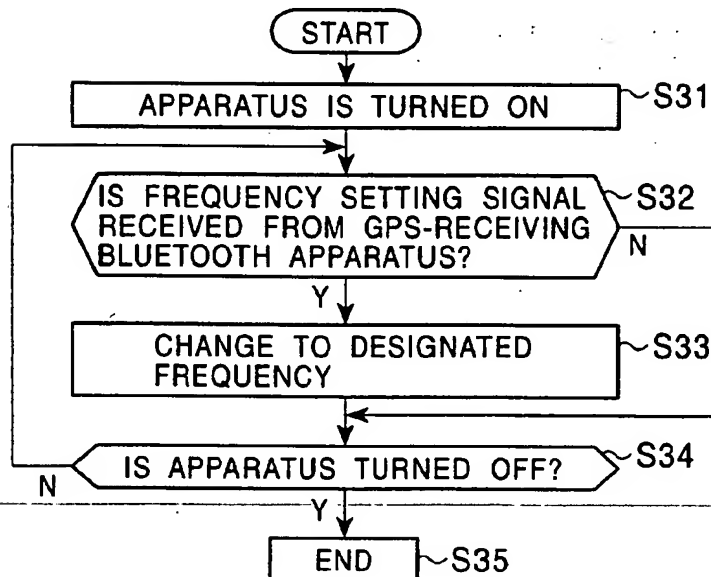 START
APPARATUS IS TURNED ON
S31
IS FREQUENCY SETTING SIGNAL
RECEIVED FROM GPS-RECEIVING
BLUETOOTH APPARATUS?
S32
N
Y
CHANGE TO DESIGNATED
FREQUENCY
S33
IS APPARATUS TURNED OFF?
S34
N
Y
END
S35